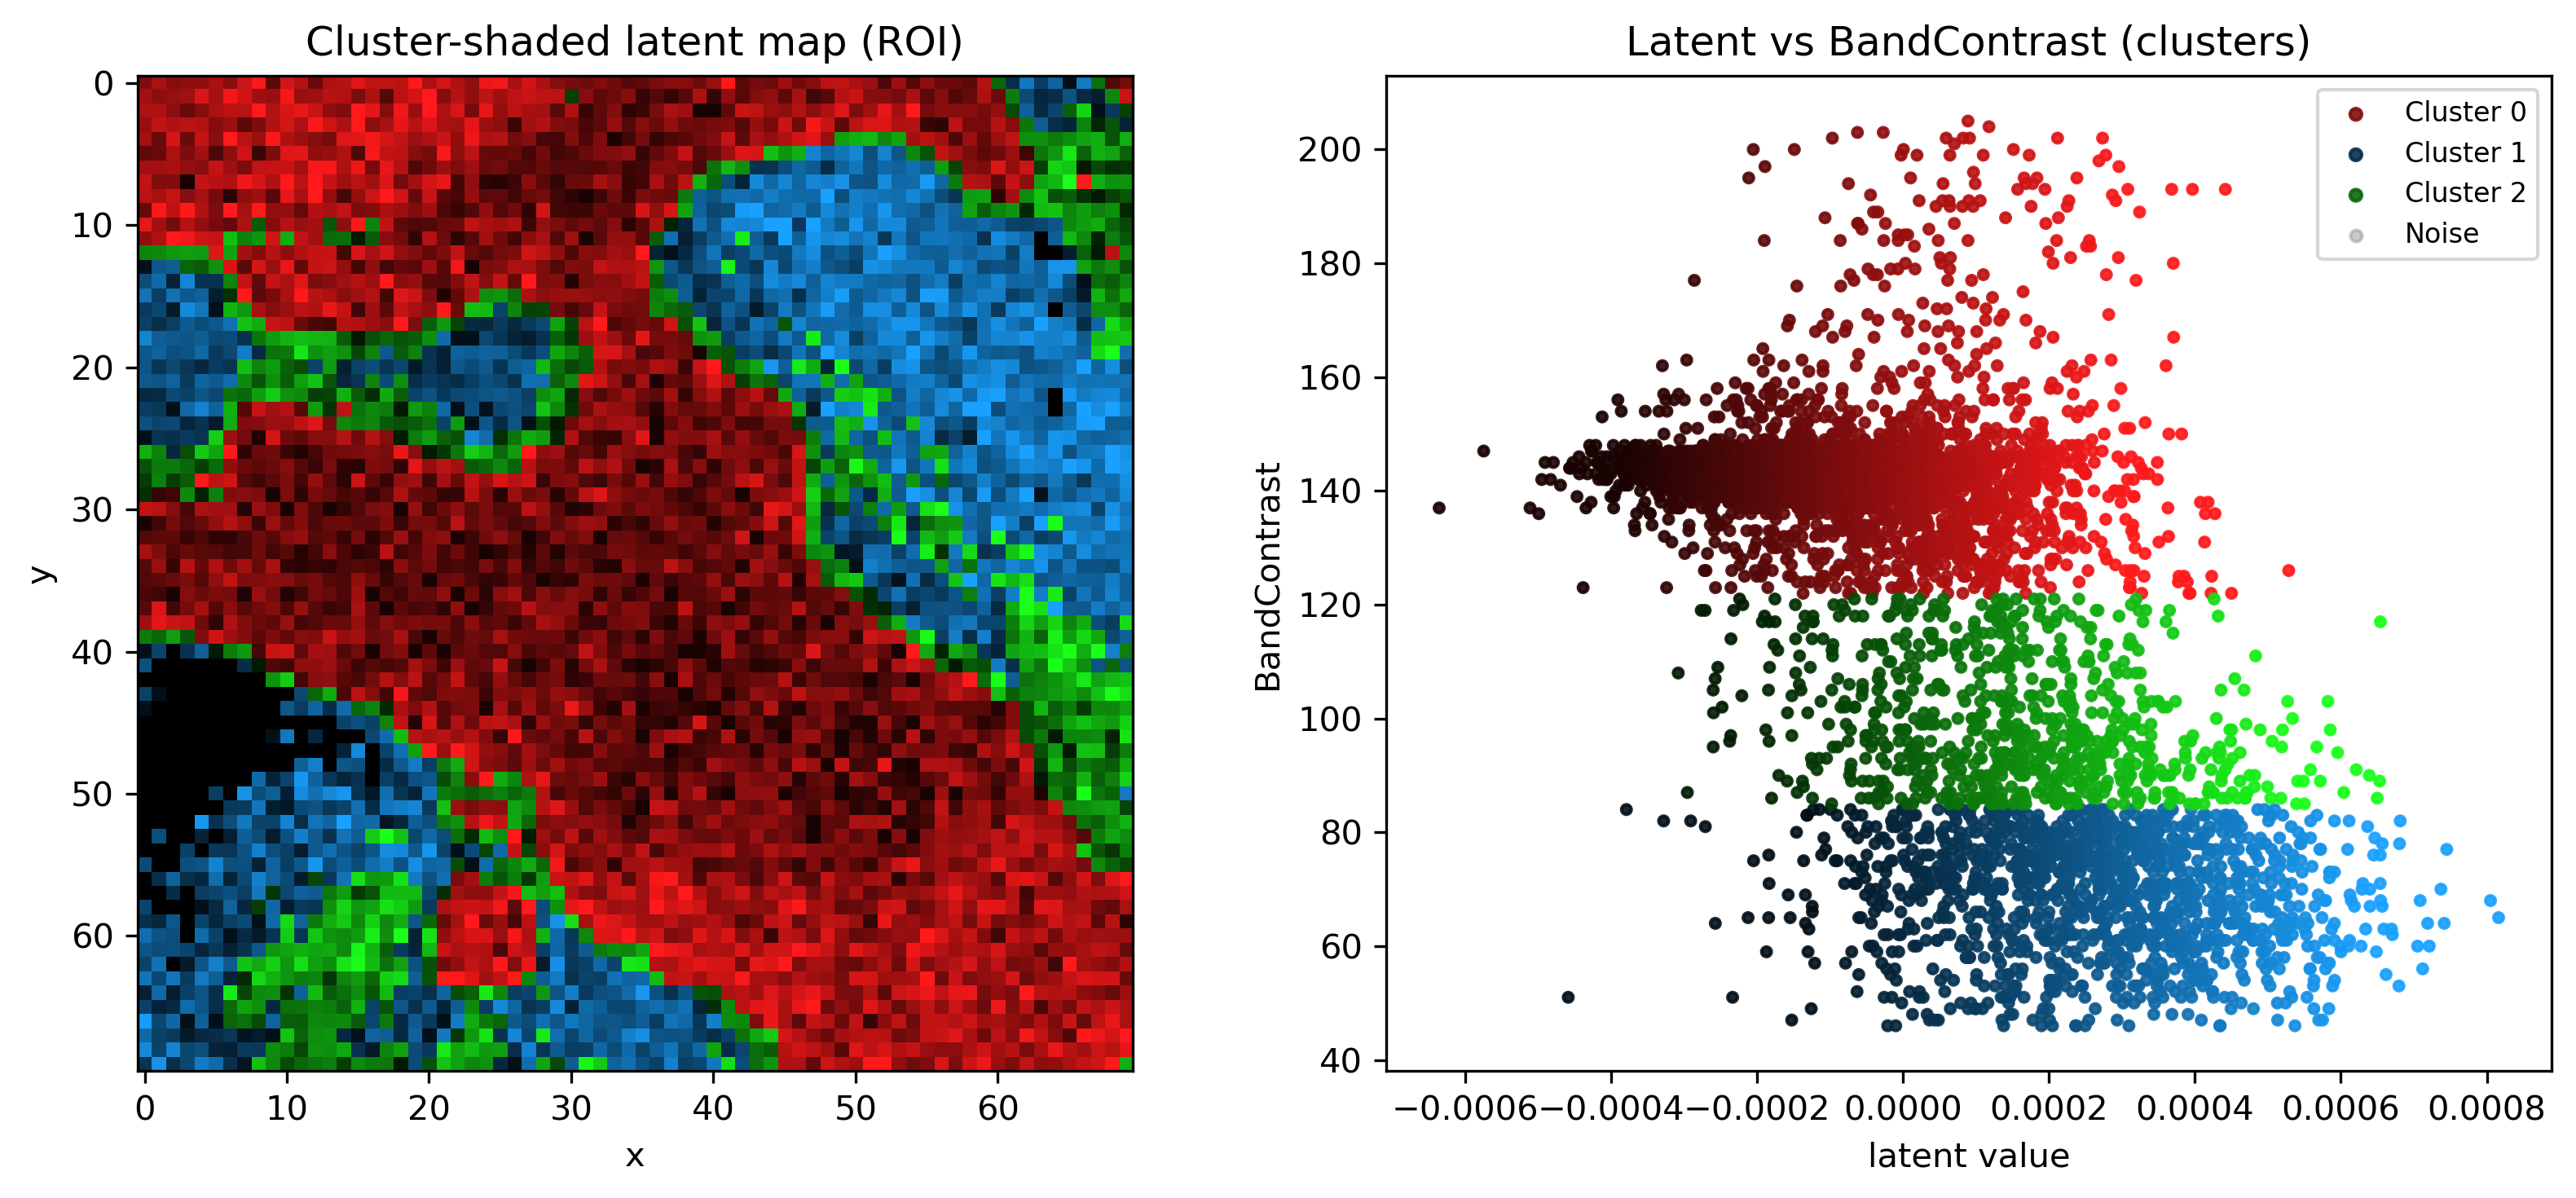 Cluster-shaded latent map (ROI)
0
10
20
30
40
50
60
y
0 10 20 30 40 50 60
x
Latent vs BandContrast (clusters)
Cluster 0
Cluster 1
Cluster 2
Noise
200
180
160
140
120
100
80
60
40
BandContrast
−0.0006 −0.0004 −0.0002 0.0000 0.0002 0.0004 0.0006 0.0008
latent value